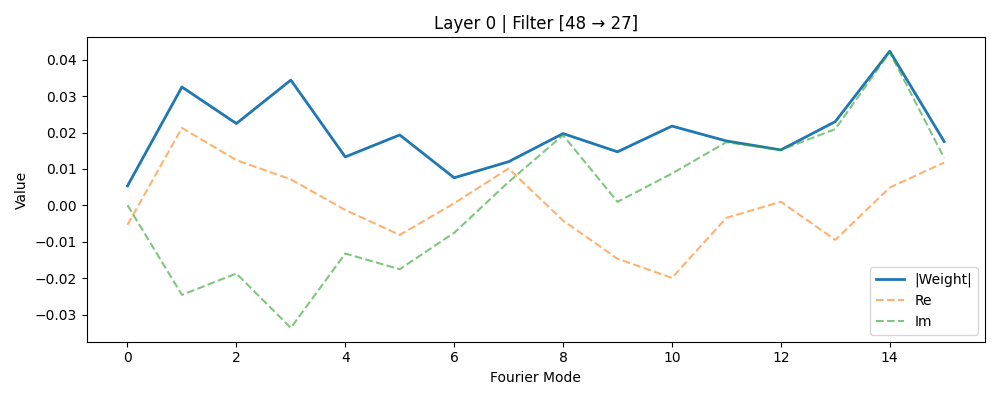 Layer 0 | Filter [48 → 27]
0.04
0.03
0.02
0.01
0.00
−0.01
−0.02
−0.03
Value
|Weight|
Re
Im
0 2 4 6 8 10 12 14
Fourier Mode